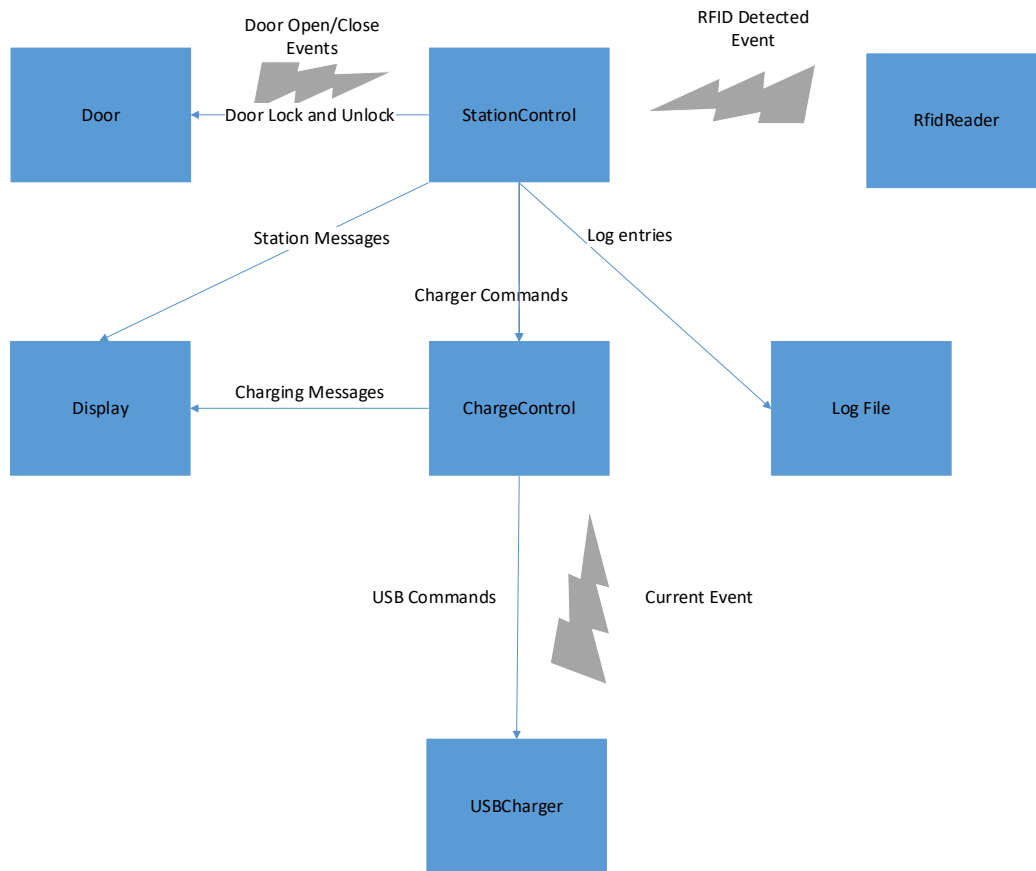 Door Open/Close
Events
RFID Detected
Event
Door
Door Lock and Unlock
StationControl
RfidReader
Station Messages
Log entries
Charger Commands
Display
Charging Messages
ChargeControl
Log File
USB Commands
Current Event
USBCharger